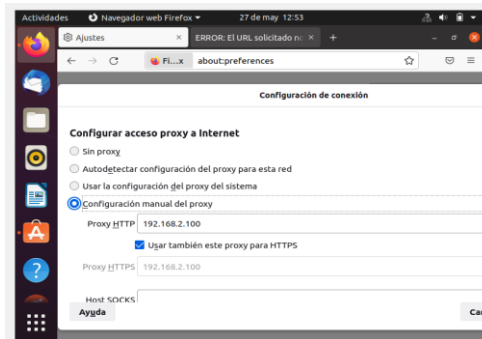 Actividades Navegador web Firefox 27 de may 12:53
Ajustes × ERROR: El URL solicitado no × +
Fi...x about:preferences
Configuración de conexión
Configurar acceso proxy a Internet
Sin proxy
Autodetectar configuración del proxy para esta red
Usar la configuración del proxy del sistema
Configuración manual del proxy
Proxy HTTP 192.168.2.100
Usar también este proxy para HTTPS
Proxy HTTPS 192.168.2.100
Host SOCKS
Ayuda Ca